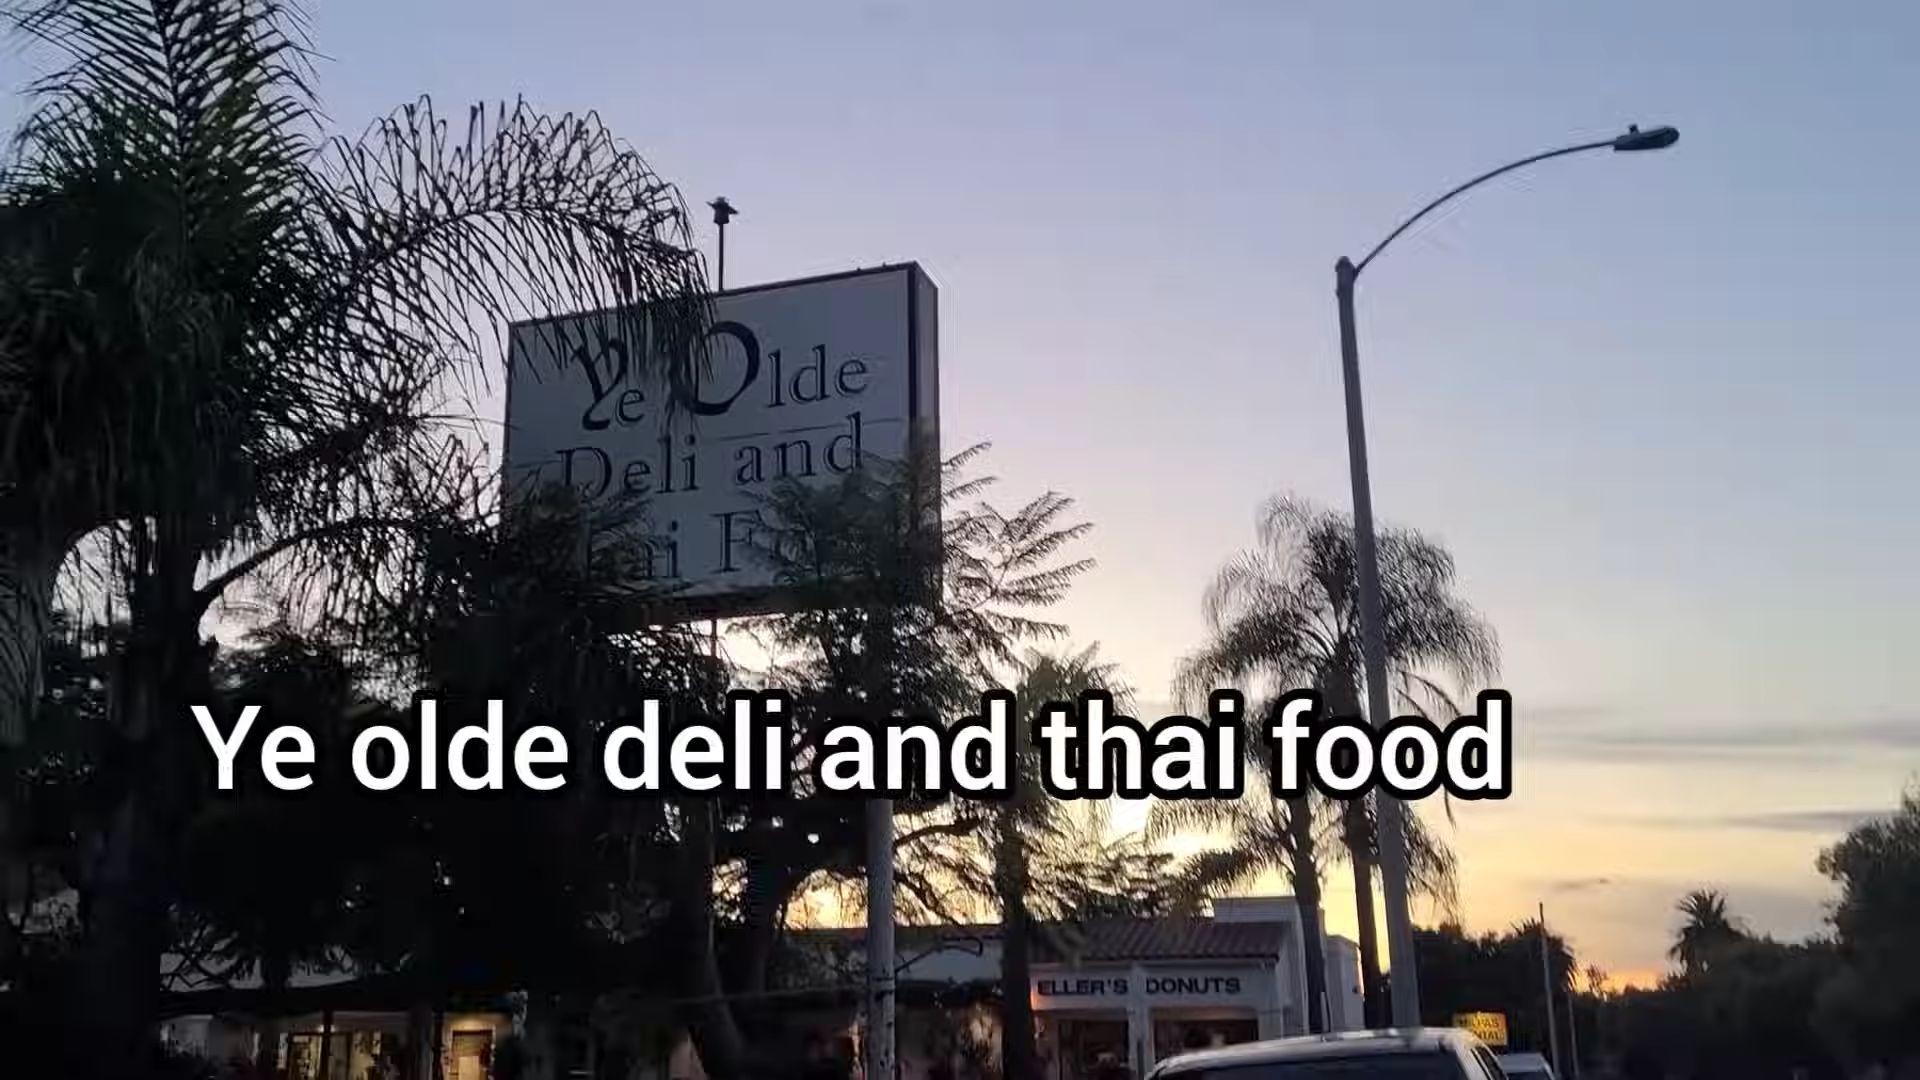 Ye Olde
Deli and
Ye olde deli and thai food
ELLER'S DONUTS